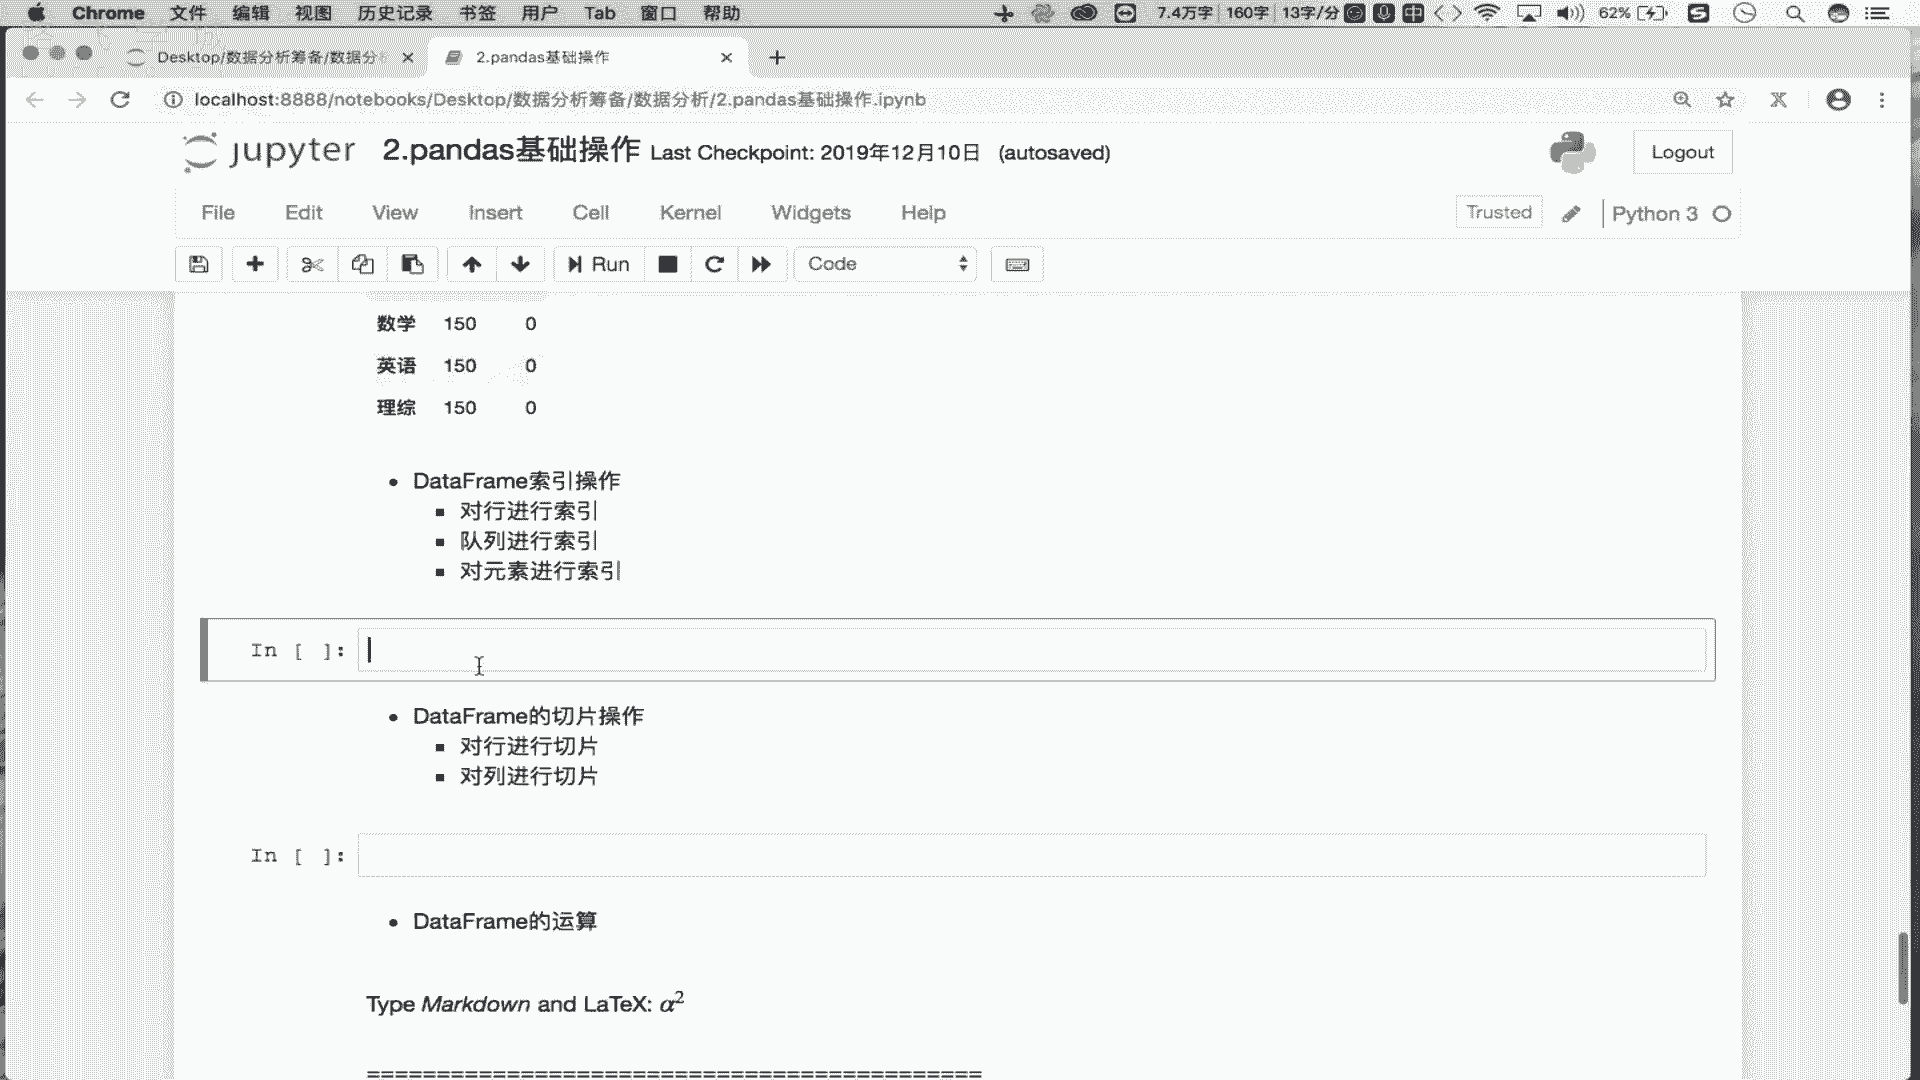 Chrome 文件 编辑 视图 历史记录 书签 用户 Tab 窗口 帮助 7.4万字 160字 13字/分 中 62%
Desktop/数据分析筹备/数据分
2.pandas基础操作
localhost:8888/notebooks/Desktop/数据分析筹备/数据分析/2.pandas基础操作.ipynb
jupyter 2.pandas基础操作 Last Checkpoint: 2019年12月10日 (autosaved) Logout
File Edit View Insert Cell Kernel Widgets Help Trusted Python 3
Run Code
数学 150 0
英语 150 0
理综 150 0
DataFrame索引操作
对行进行索引
队列进行索引
对元素进行索引
In [ ]:
DataFrame的切片操作
对行进行切片
对列进行切片
In [ ]:
DataFrame的运算
Type Markdown and LaTeX: α²
============================================